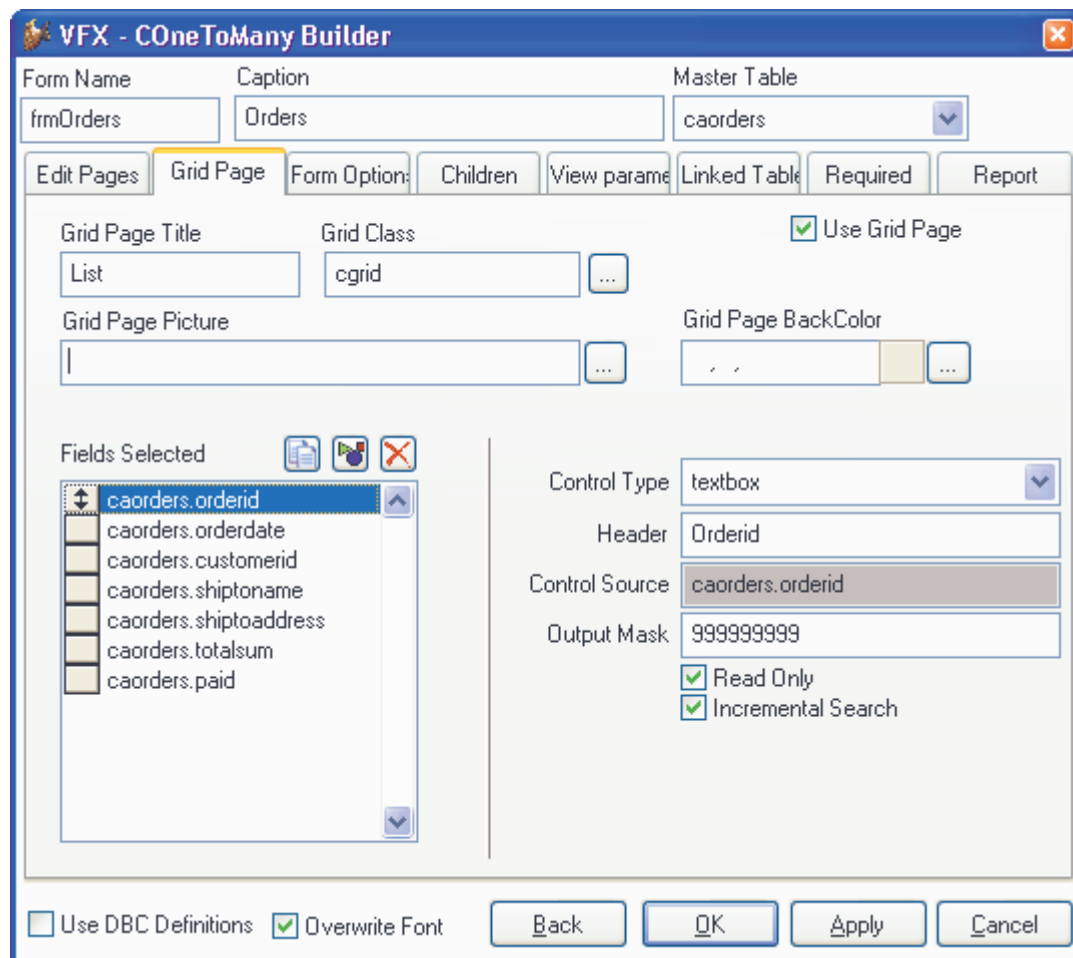 VFX - COneToMany Builder
Form Name Caption Master Table
frmOrders Orders caorders
Edit Pages Grid Page Form Option Children View parame Linked Table Required Report
Grid Page Title Grid Class Use Grid Page
List cgrid ...
Grid Page Picture Grid Page BackColor
... , , ...
Fields Selected
caorders.orderid
caorders.orderdate
caorders.customerid
caorders.shiptoname
caorders.shiptoaddress
caorders.totalsum
caorders.paid
Control Type textbox
Header Orderid
Control Source caorders.orderid
Output Mask 999999999
Read Only
Incremental Search
Use DBC Definitions Overwrite Font Back OK Apply Cancel